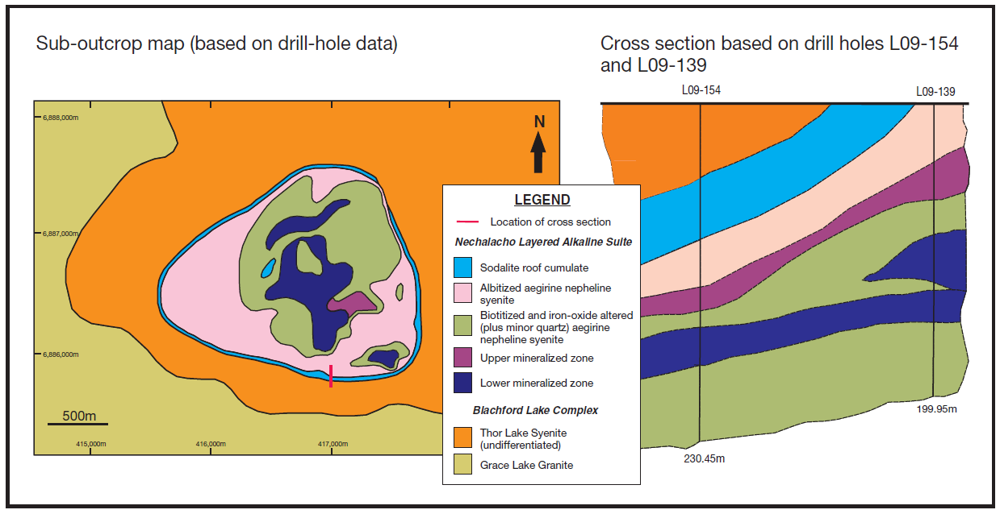 Sub-outcrop map (based on drill-hole data)
Cross section based on drill holes L09-154
and L09-139
L09-154
L09-139
6,888,000m
N
6,887,000m
6,886,000m
500m
415,000m
416,000m
417,000m
LEGEND
Location of cross section
Nechalacho Layered Alkaline Suite
Sodalite roof cumulate
Albitized aegirine nepheline
syenite
Biotitized and iron-oxide altered
(plus minor quartz) aegirine
nepheline syenite
Upper mineralized zone
Lower mineralized zone
Blachford Lake Complex
Thor Lake Syenite
(undifferentiated)
Grace Lake Granite
199.95m
230.45m